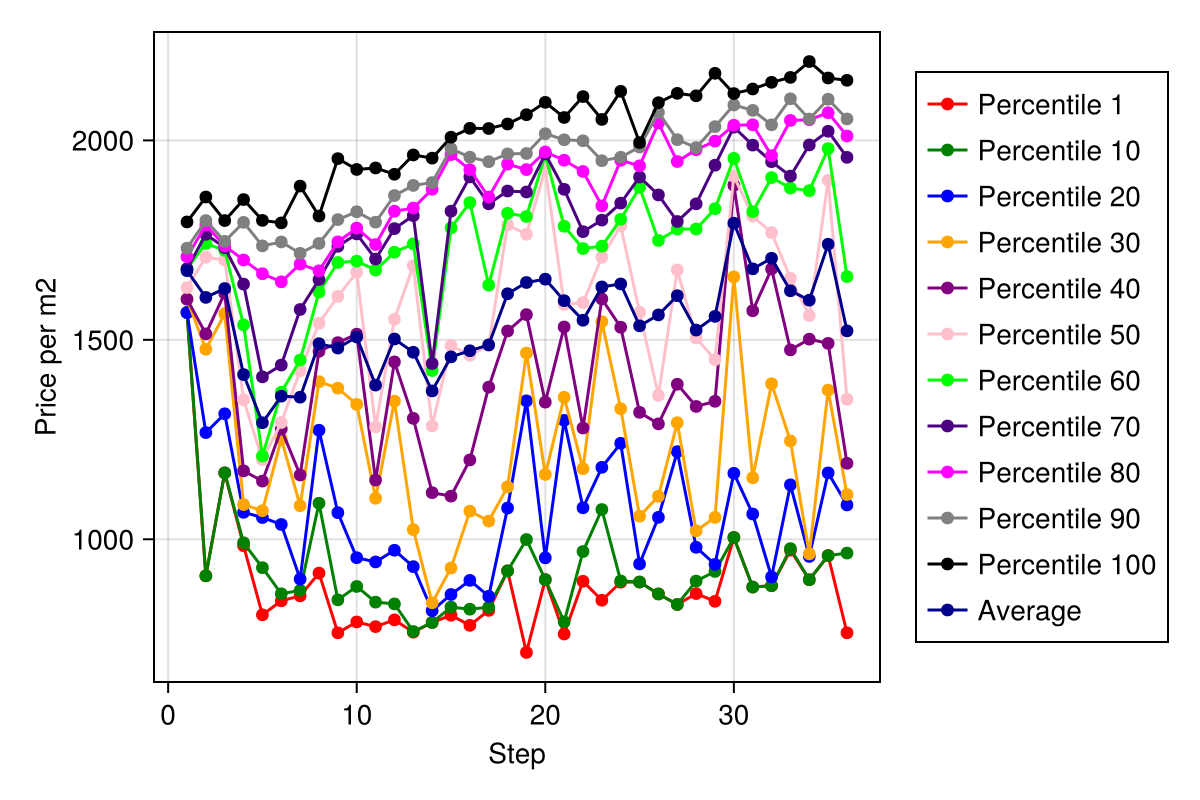 Price per m2
2000
1500
1000
0
10
20
30
Step
Percentile 1
Percentile 10
Percentile 20
Percentile 30
Percentile 40
Percentile 50
Percentile 60
Percentile 70
Percentile 80
Percentile 90
Percentile 100
Average